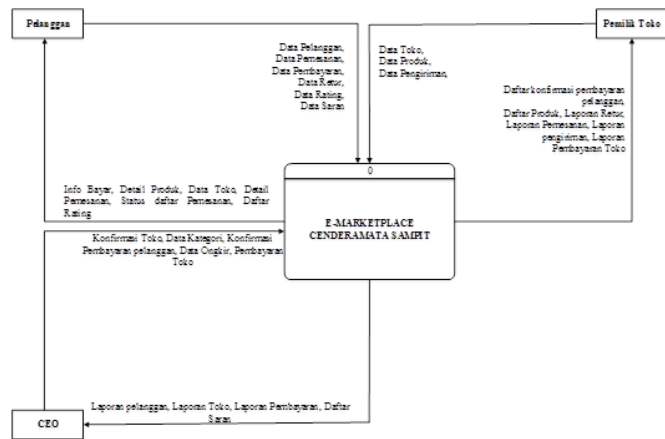 Pelanggan
Pemilik Toko
Data Pelanggan,
Data Pemesanan,
Data Pembayaran,
Data Retur,
Data Rating,
Data Saran
Data Toko,
Data Produk,
Data Pengiriman,
Daftar konfirmasi pembayaran
pelanggan,
Daftar Produk, Laporan Retur,
Laporan Pemesanan, Laporan
pengiriman, Laporan
Pembayaran Toko
0
E-MARKETPLACE
CENDERAMATA SAMPIT
Info Bayar, Detail Produk, Data Toko, Detail
Pemesanan, Status daftar Pemesanan, Daftar
Rating
Konfirmasi Toko, Data Kategori, Konfirmasi
Pembayaran pelanggan, Data Ongkir, Pembayaran
Toko
CEO
Laporan pelanggan, Laporan Toko, Laporan Pembayaran, Daftar
Saran